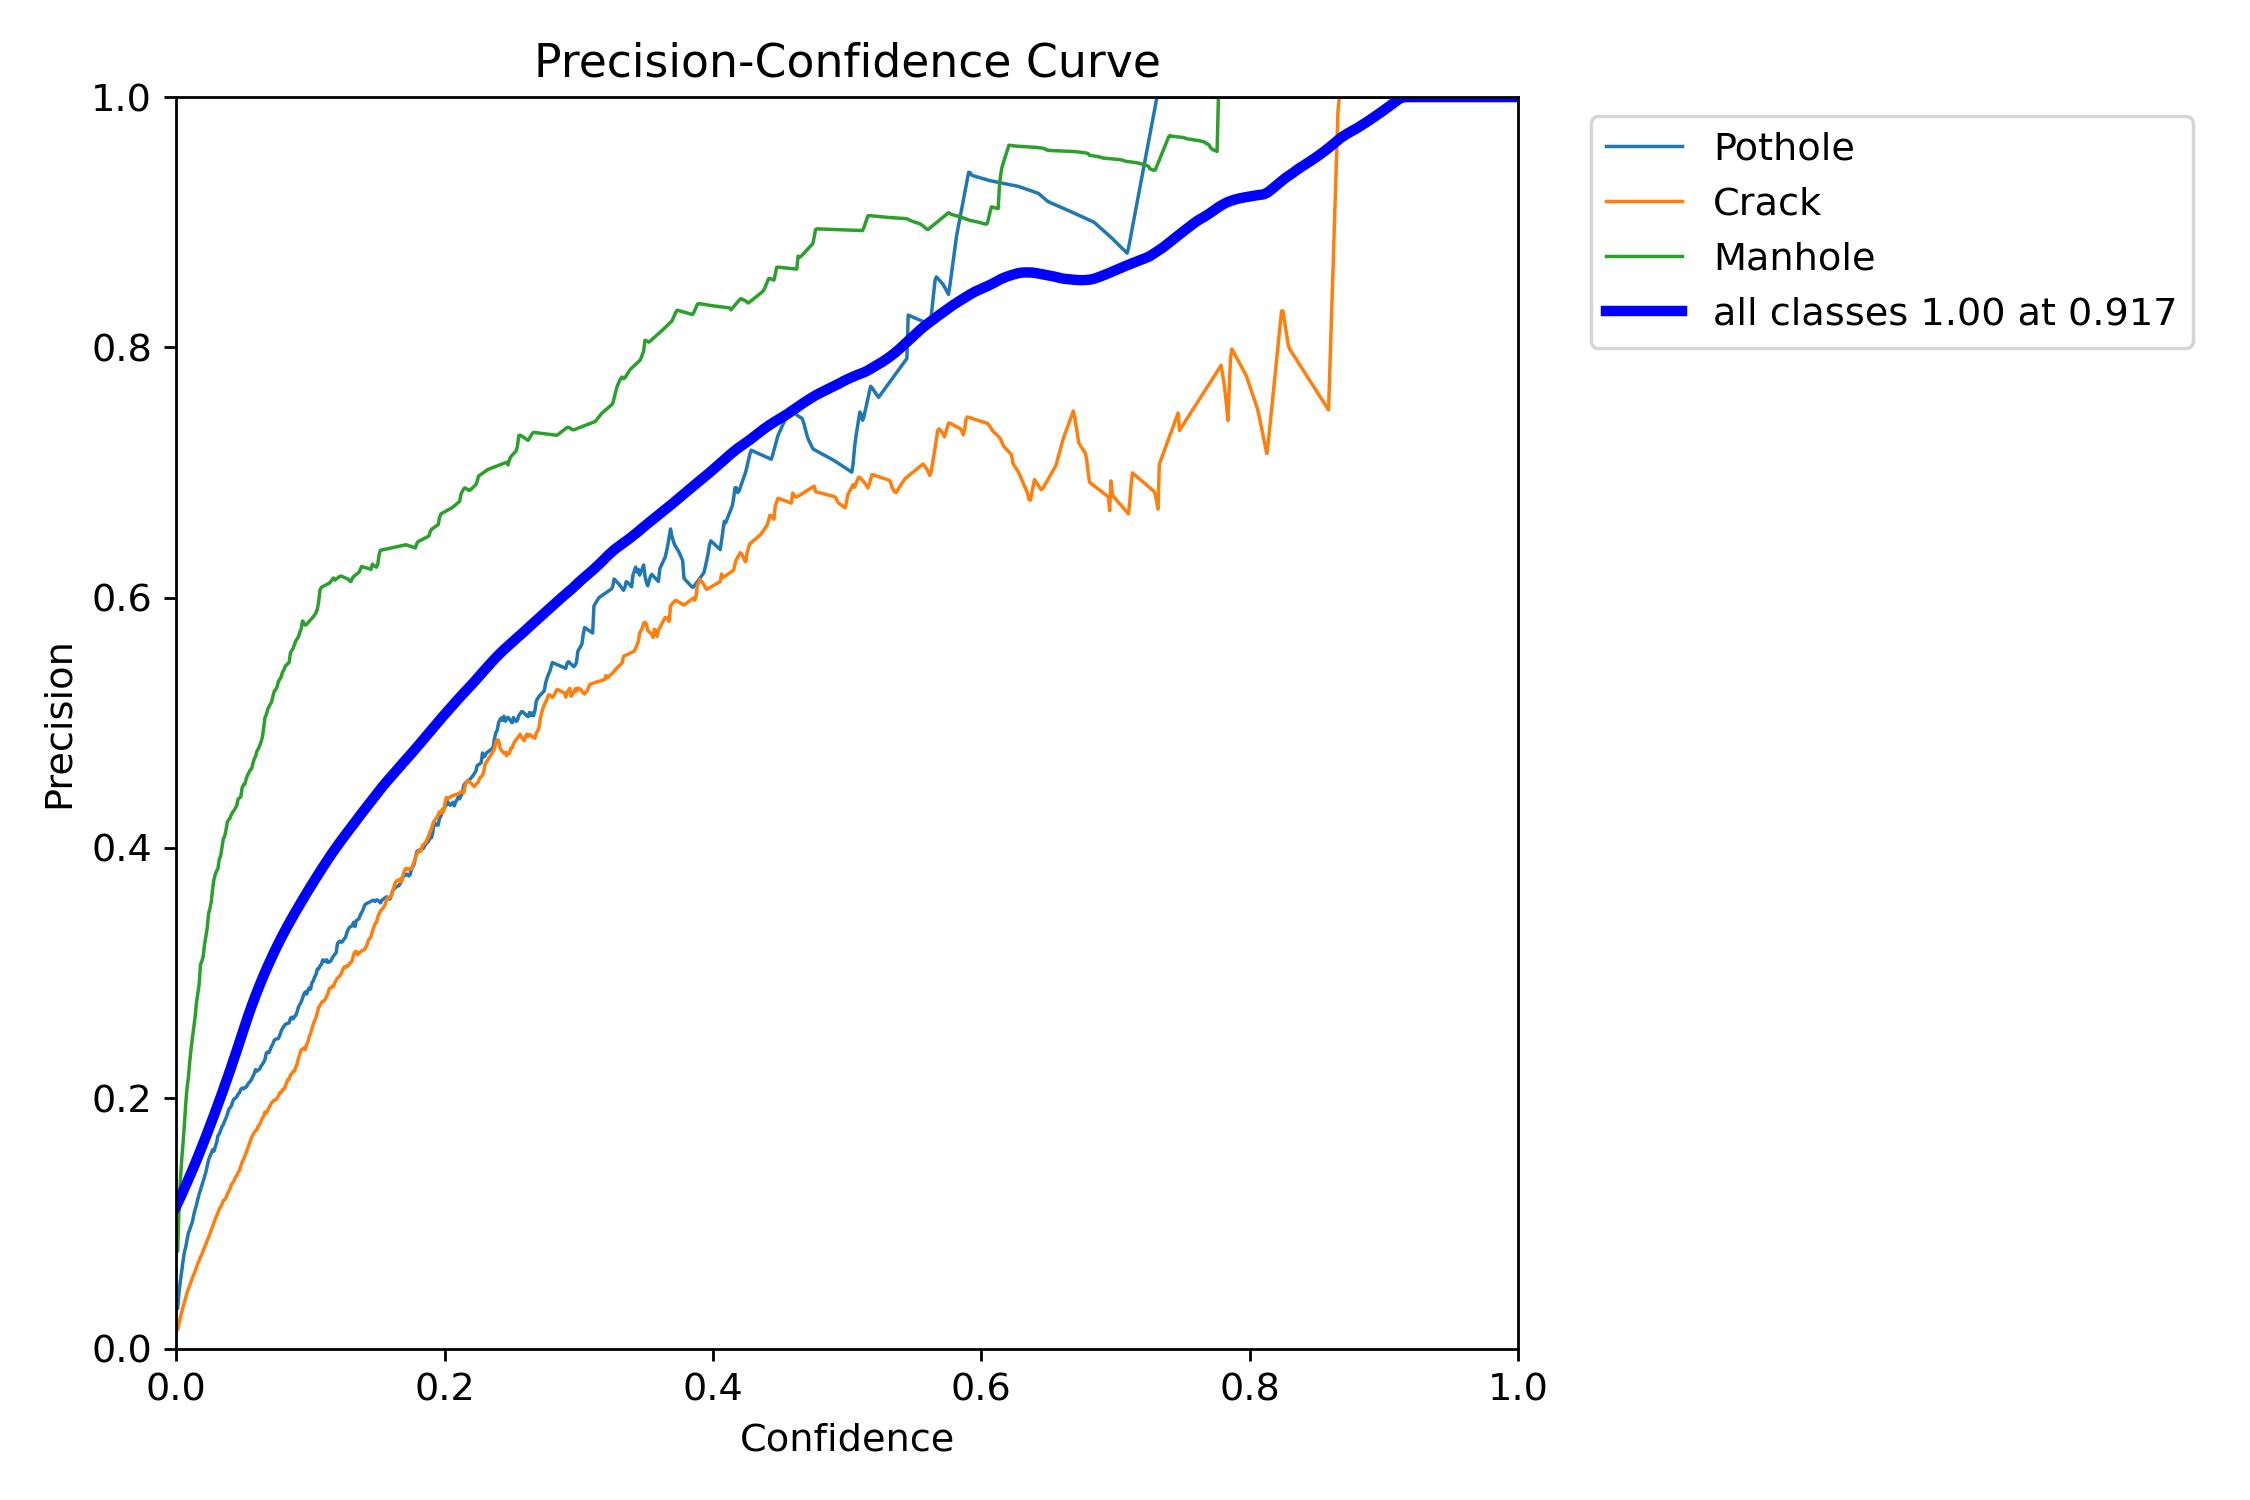 Precision-Confidence Curve
1.0
0.8
0.6
0.4
0.2
0.0
Precision
0.0 0.2 0.4 0.6 0.8 1.0
Confidence
Pothole
Crack
Manhole
all classes 1.00 at 0.917